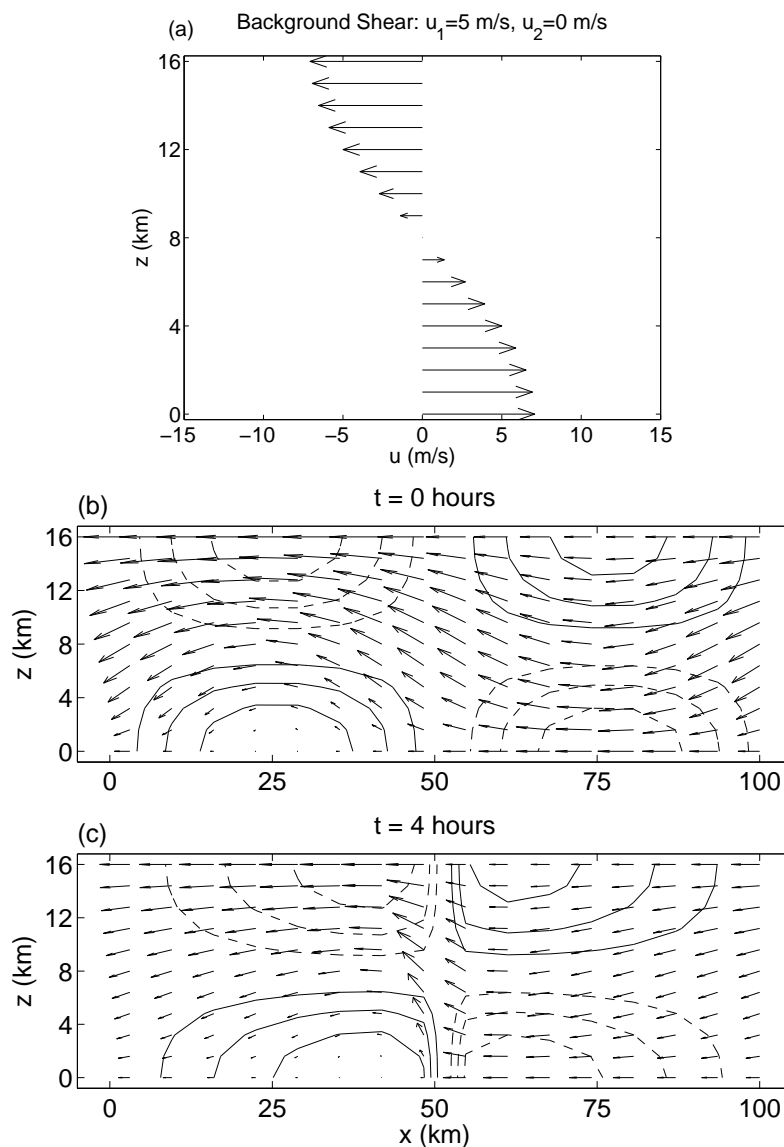 (a) Background Shear: u₁=5 m/s, u₂=0 m/s
16
12
8
4
0
z (km)
−15 −10 −5 0 5 10 15
u (m/s)
(b) t = 0 hours
16
12
8
4
0
z (km)
0 25 50 75 100
(c) t = 4 hours
16
12
8
4
0
z (km)
0 25 50 75 100
x (km)